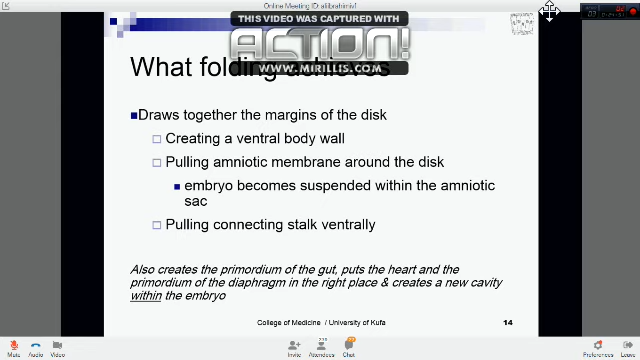 Online Meeting ID: aliibrahimivf
THIS VIDEO WAS CAPTURED WITH
ACTION!
WWW.MIRILLIS.COM
What folding achieves
Draws together the margins of the disk
Creating a ventral body wall
Pulling amniotic membrane around the disk
embryo becomes suspended within the amniotic
sac
Pulling connecting stalk ventrally
Also creates the primordium of the gut, puts the heart and the
primordium of the diaphragm in the right place & creates a new cavity
within the embryo
College of Medicine / University of Kufa
14
Mute
Audio
Video
Invite
Attendees
Chat
Preferences
Leave